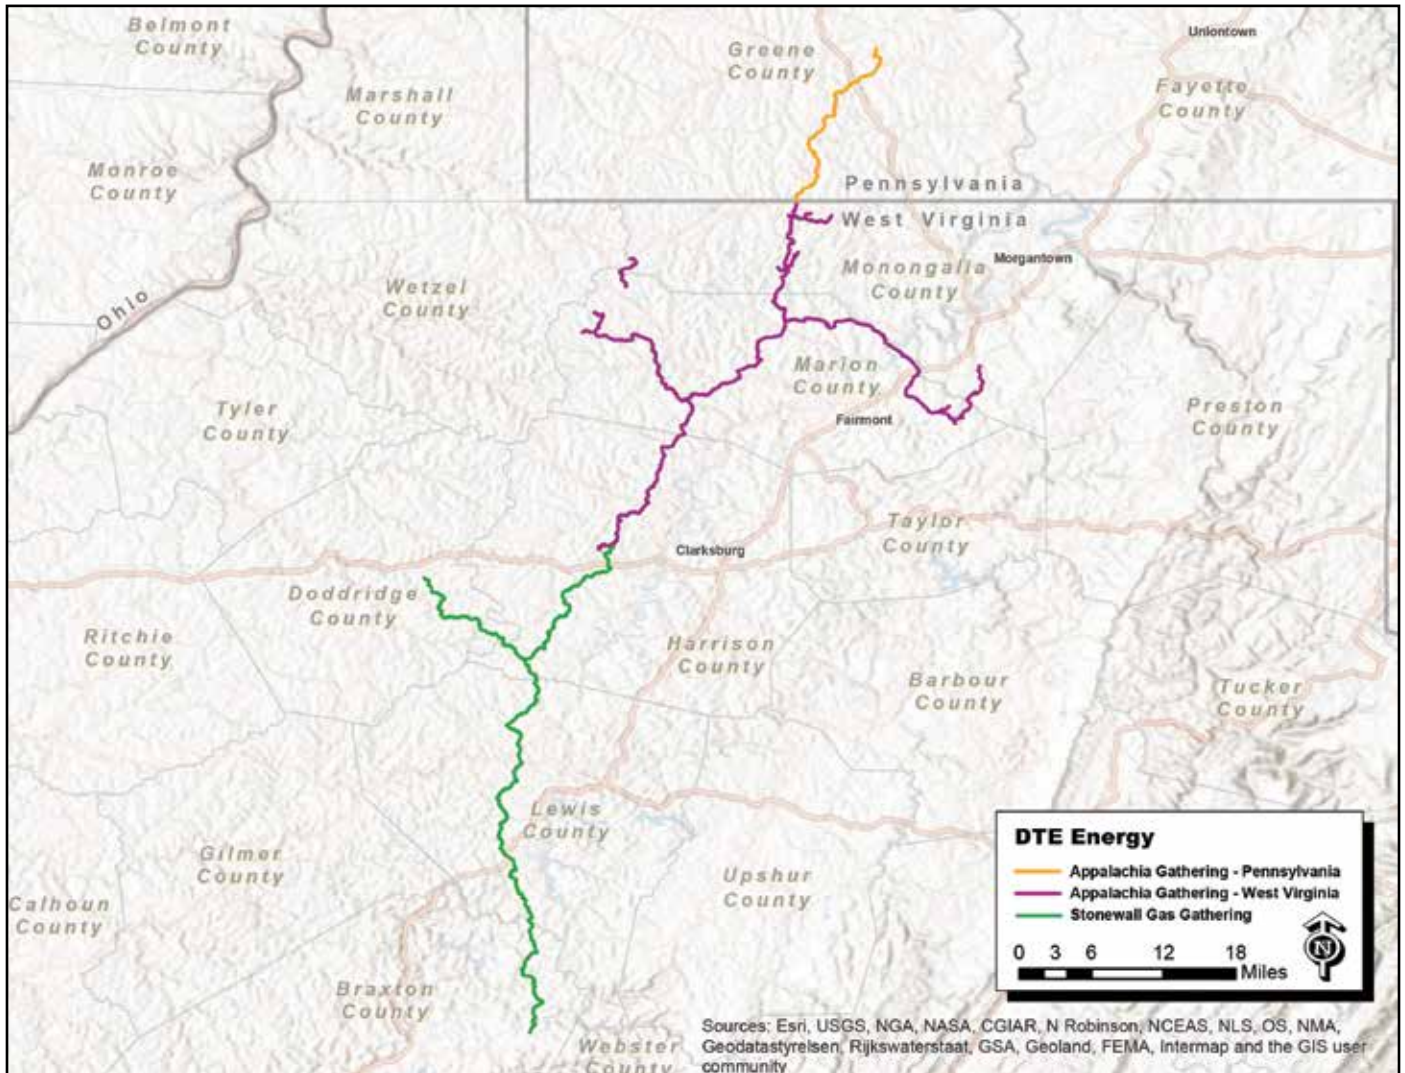 Belmont
County
Uniontown
Greene
County
Fayette
County
Marshall
County
Monroe
County
Pennsylvania
West Virginia
Morgantown
Monongalia
County
Wetzel
County
Ohio
Marion
County
Tyler
County
Fairmont
Preston
County
Taylor
County
Clarksburg
Doddridge
County
Ritchie
County
Harrison
County
Barbour
County
Tucker
County
Lewis
County
Gilmer
County
Upshur
County
Calhoun
County
Braxton
County
Webster
County
DTE Energy
Appalachia Gathering - Pennsylvania
Appalachia Gathering - West Virginia
Stonewall Gas Gathering
N
0 3 6 12 18
Miles
Sources: Esri, USGS, NGA, NASA, CGIAR, N Robinson, NCEAS, NLS, OS, NMA,
Geodatastyrelsen, Rijkswaterstaat, GSA, Geoland, FEMA, Intermap and the GIS user
community